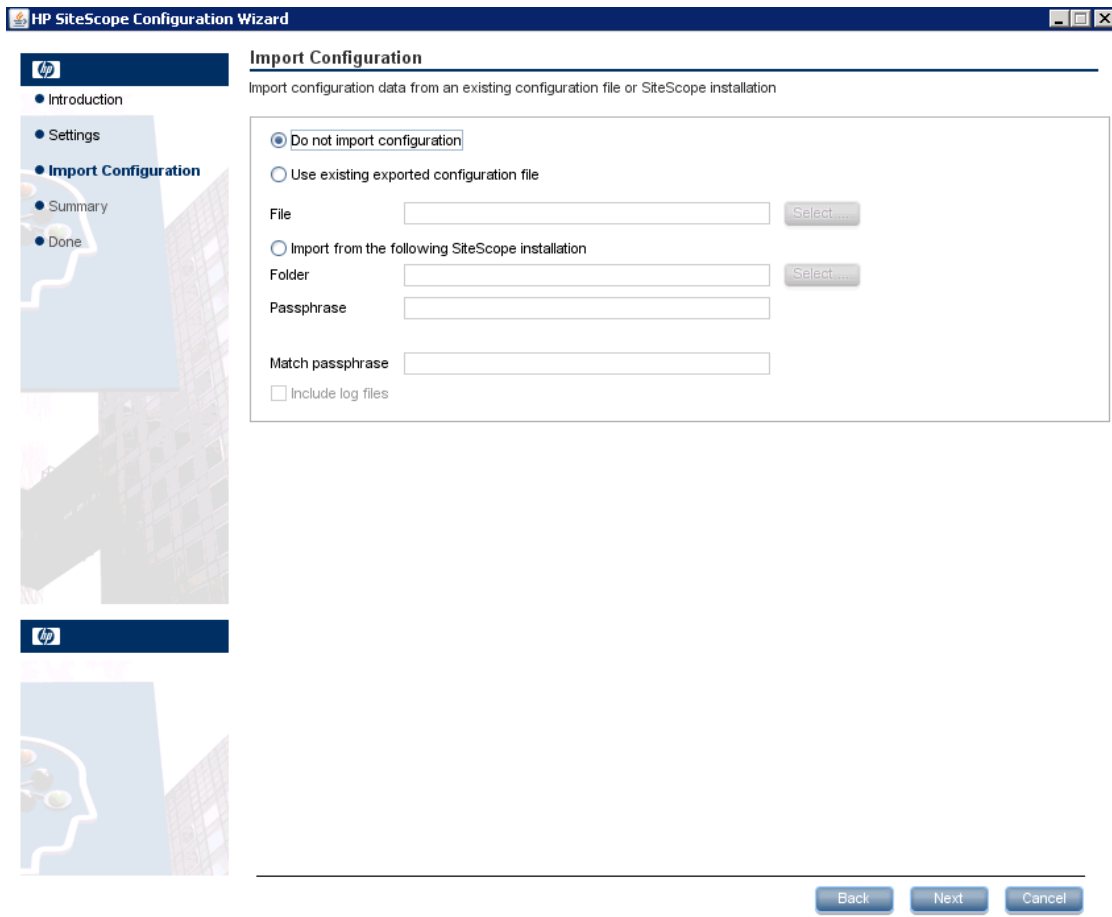 HP SiteScope Configuration Wizard
hp
Introduction
Settings
Import Configuration
Summary
Done
Import Configuration
Import configuration data from an existing configuration file or SiteScope installation
Do not import configuration
Use existing exported configuration file
File
Select.....
Import from the following SiteScope installation
Folder
Select.....
Passphrase
Match passphrase
Include log files
hp
Back Next Cancel